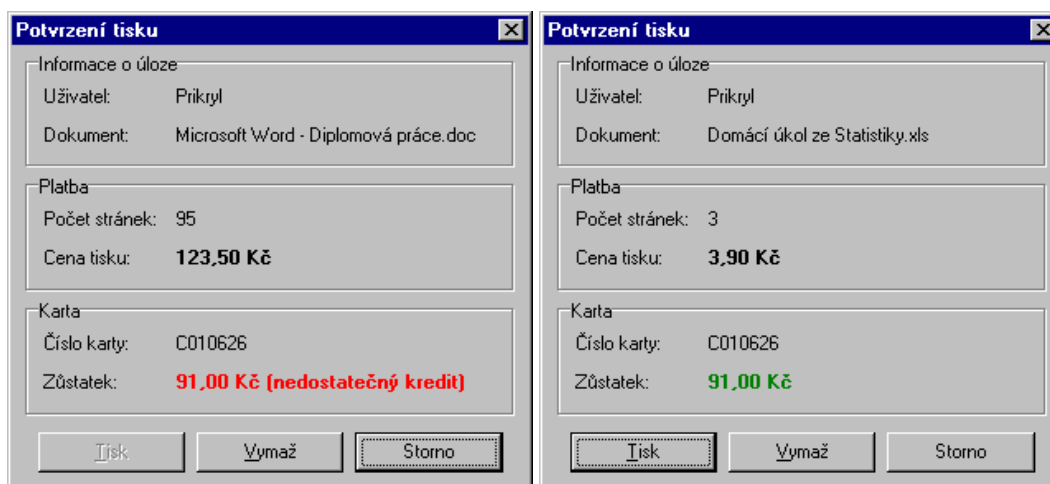 Potvrzení tisku
Informace o úloze
Uživatel: Prikryl
Dokument: Microsoft Word - Diplomová práce.doc
Platba
Počet stránek: 95
Cena tisku: 123,50 Kč
Karta
Číslo karty: C010626
Zůstatek: 91,00 Kč (nedostatečný kredit)
Tisk Vymaž Storno
Potvrzení tisku
Informace o úloze
Uživatel: Prikryl
Dokument: Domácí úkol ze Statistiky.xls
Platba
Počet stránek: 3
Cena tisku: 3,90 Kč
Karta
Číslo karty: C010626
Zůstatek: 91,00 Kč
Tisk Vymaž Storno